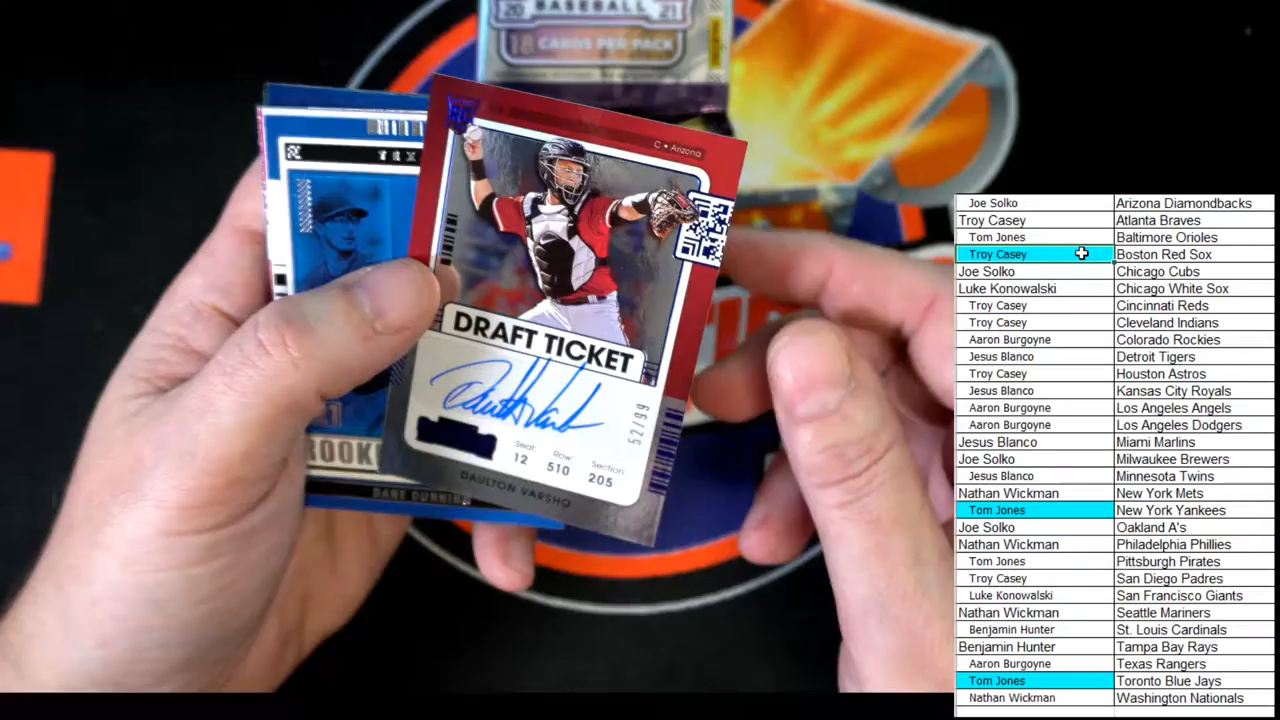 20 BASEBALL 21
18 CARDS PER PACK
RC
C • Arizona
TEX
DRAFT TICKET
52/99
Seat: Row: Section:
12 510 205
DAULTON VARSHO
ROOK
DANE DUNNING
Joe Solko Arizona Diamondbacks
Troy Casey Atlanta Braves
Tom Jones Baltimore Orioles
Troy Casey Boston Red Sox
Joe Solko Chicago Cubs
Luke Konowalski Chicago White Sox
Troy Casey Cincinnati Reds
Troy Casey Cleveland Indians
Aaron Burgoyne Colorado Rockies
Jesus Blanco Detroit Tigers
Troy Casey Houston Astros
Jesus Blanco Kansas City Royals
Aaron Burgoyne Los Angeles Angels
Aaron Burgoyne Los Angeles Dodgers
Jesus Blanco Miami Marlins
Joe Solko Milwaukee Brewers
Jesus Blanco Minnesota Twins
Nathan Wickman New York Mets
Tom Jones New York Yankees
Joe Solko Oakland A's
Nathan Wickman Philadelphia Phillies
Tom Jones Pittsburgh Pirates
Troy Casey San Diego Padres
Luke Konowalski San Francisco Giants
Nathan Wickman Seattle Mariners
Benjamin Hunter St. Louis Cardinals
Benjamin Hunter Tampa Bay Rays
Aaron Burgoyne Texas Rangers
Tom Jones Toronto Blue Jays
Nathan Wickman Washington Nationals